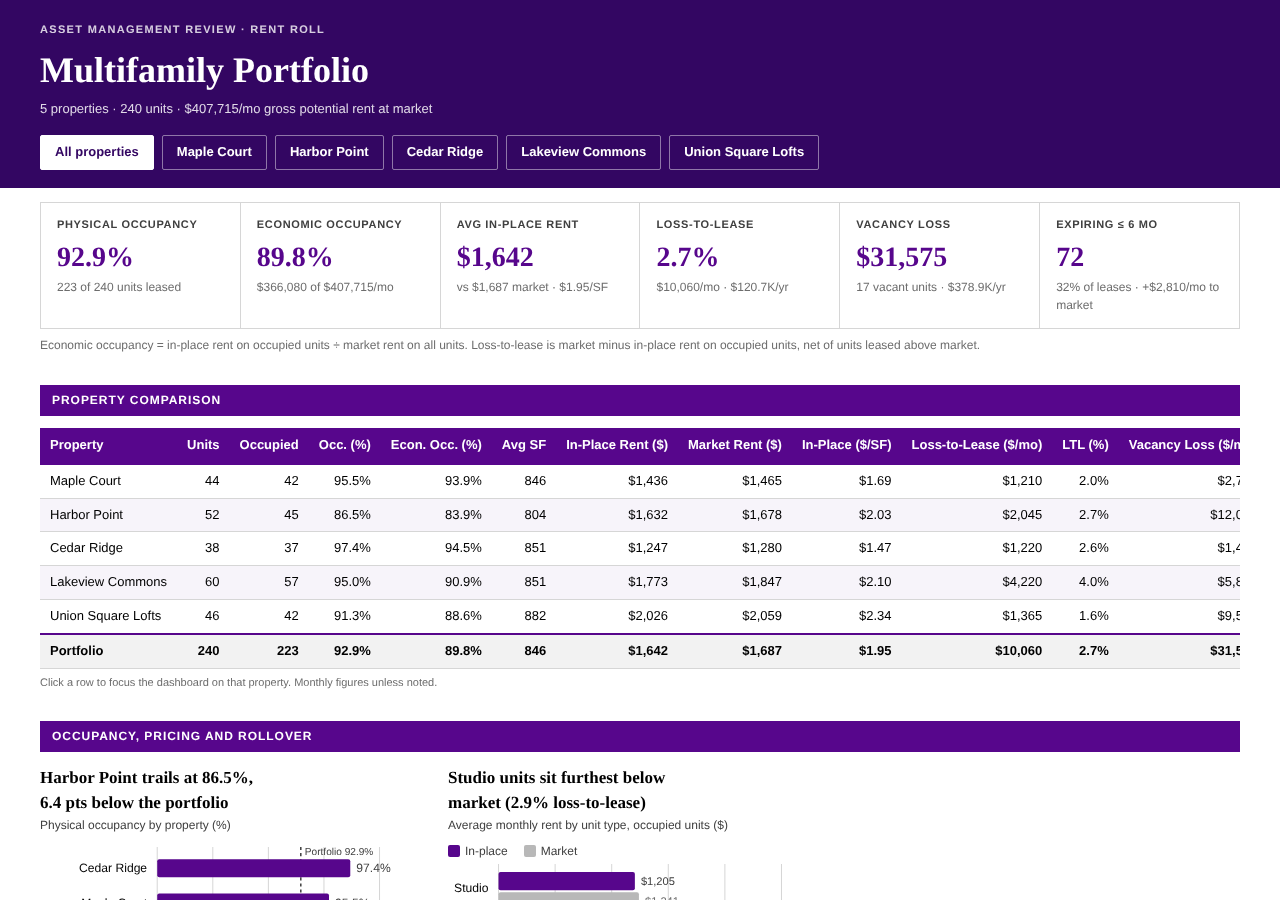 ASSET MANAGEMENT REVIEW · RENT ROLL
Multifamily Portfolio
5 properties · 240 units · $407,715/mo gross potential rent at market
All properties Maple Court Harbor Point Cedar Ridge Lakeview Commons Union Square Lofts
PHYSICAL OCCUPANCY ECONOMIC OCCUPANCY AVG IN-PLACE RENT LOSS-TO-LEASE VACANCY LOSS EXPIRING ≤ 6 MO
92.9% 89.8% $1,642 2.7% $31,575 72
223 of 240 units leased $366,080 of $407,715/mo vs $1,687 market · $1.95/SF $10,060/mo · $120.7K/yr 17 vacant units · $378.9K/yr 32% of leases · +$2,810/mo to
market
Economic occupancy = in-place rent on occupied units ÷ market rent on all units. Loss-to-lease is market minus in-place rent on occupied units, net of units leased above market.
PROPERTY COMPARISON
Property Units Occupied Occ. (%) Econ. Occ. (%) Avg SF In-Place Rent ($) Market Rent ($) In-Place ($/SF) Loss-to-Lease ($/mo) LTL (%) Vacancy Loss ($/m
Maple Court 44 42 95.5% 93.9% 846 $1,436 $1,465 $1.69 $1,210 2.0% $2,7
Harbor Point 52 45 86.5% 83.9% 804 $1,632 $1,678 $2.03 $2,045 2.7% $12,0
Cedar Ridge 38 37 97.4% 94.5% 851 $1,247 $1,280 $1.47 $1,220 2.6% $1,4
Lakeview Commons 60 57 95.0% 90.9% 851 $1,773 $1,847 $2.10 $4,220 4.0% $5,8
Union Square Lofts 46 42 91.3% 88.6% 882 $2,026 $2,059 $2.34 $1,365 1.6% $9,5
Portfolio 240 223 92.9% 89.8% 846 $1,642 $1,687 $1.95 $10,060 2.7% $31,5
Click a row to focus the dashboard on that property. Monthly figures unless noted.
OCCUPANCY, PRICING AND ROLLOVER
Harbor Point trails at 86.5%,
6.4 pts below the portfolio
Physical occupancy by property (%)
Portfolio 92.9%
Cedar Ridge 97.4%
Studio units sit furthest below
market (2.9% loss-to-lease)
Average monthly rent by unit type, occupied units ($)
In-place Market
Studio $1,205